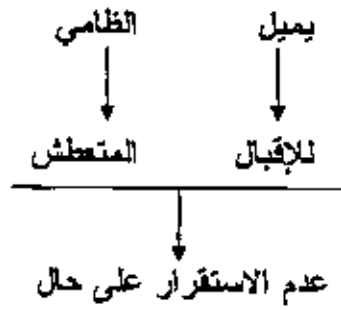 يميل الظامي
للإقبال المتعطش
عدم الاستقرار على حال